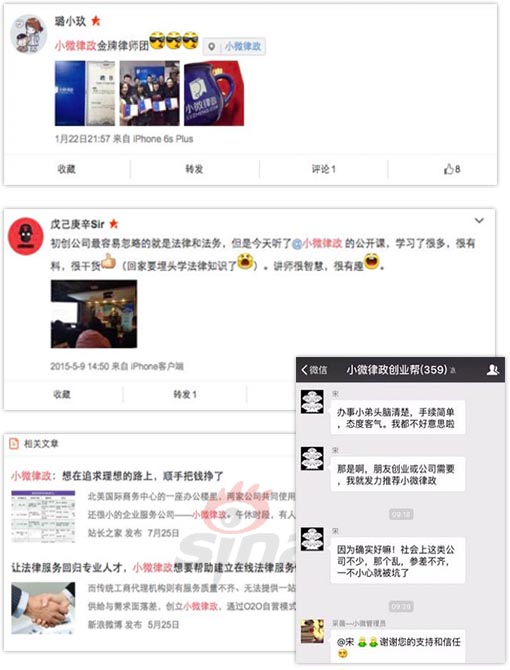 璐小玖
小微律政金牌律师团
小微律政
小微律政
1月22日21:57 来自 iPhone 6s Plus
收藏
转发
评论1
8
戊己庚辛Sir
初创公司最容易忽略的就是法律和法务，但是今天听了@小微律政 的公开课，学习了很多，很有
料，很干货（回家要埋头学法律知识了）。讲师很智慧，很有趣。
2015-5-9 14:50 来自 iPhone客户端
收藏
转发1
相关文章
小微律政：想在追求理想的路上，顺手把钱挣了
北美国际商务中心的一座办公楼里，两家公司共同使用
还很小的企业服务公司——小微律政。午休时段，有人
站长之家 发布 7月25日
让法律服务回归专业人才，小微律政想要帮助建立在线法律服务
而传统工商代理机构则有服务质量不齐、无法提供一站
供给与需求面落差，创立小微律政，通过O2O自营模式
新浪微博 发布 5月25日
sina
微信
小微律政创业帮(359)
宋
办事小弟头脑清楚，手续简单
，态度客气。我都不好意思啦
宋
那是啊，朋友创业或公司需要
，我就发力推荐小微律政
09:18
宋
因为确实好嘛！社会上这类公
司不少，那个乱，参差不齐，
一不小心就被坑了
09:29
采薇—小微管理员
@宋 谢谢您的支持和信任